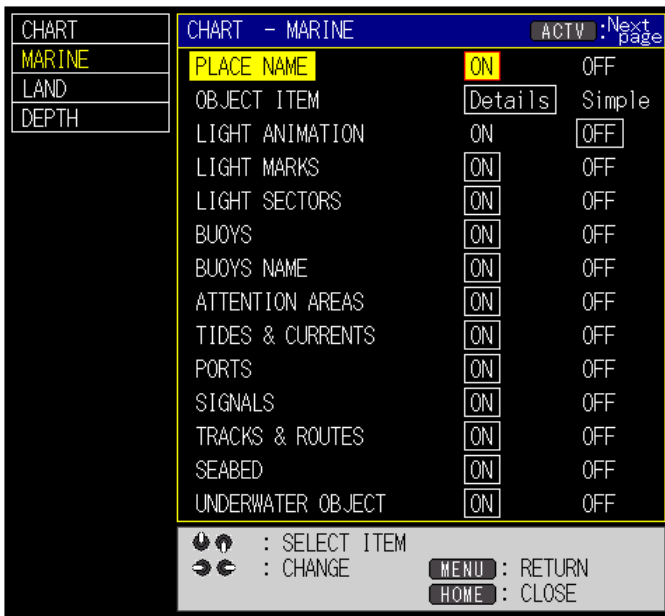 CHART
MARINE
LAND
DEPTH
CHART - MARINE ACTV : Next page
PLACE NAME ON OFF
OBJECT ITEM Details Simple
LIGHT ANIMATION ON OFF
LIGHT MARKS ON OFF
LIGHT SECTORS ON OFF
BUOYS ON OFF
BUOYS NAME ON OFF
ATTENTION AREAS ON OFF
TIDES & CURRENTS ON OFF
PORTS ON OFF
SIGNALS ON OFF
TRACKS & ROUTES ON OFF
SEABED ON OFF
UNDERWATER OBJECT ON OFF
: SELECT ITEM
: CHANGE MENU : RETURN
HOME : CLOSE